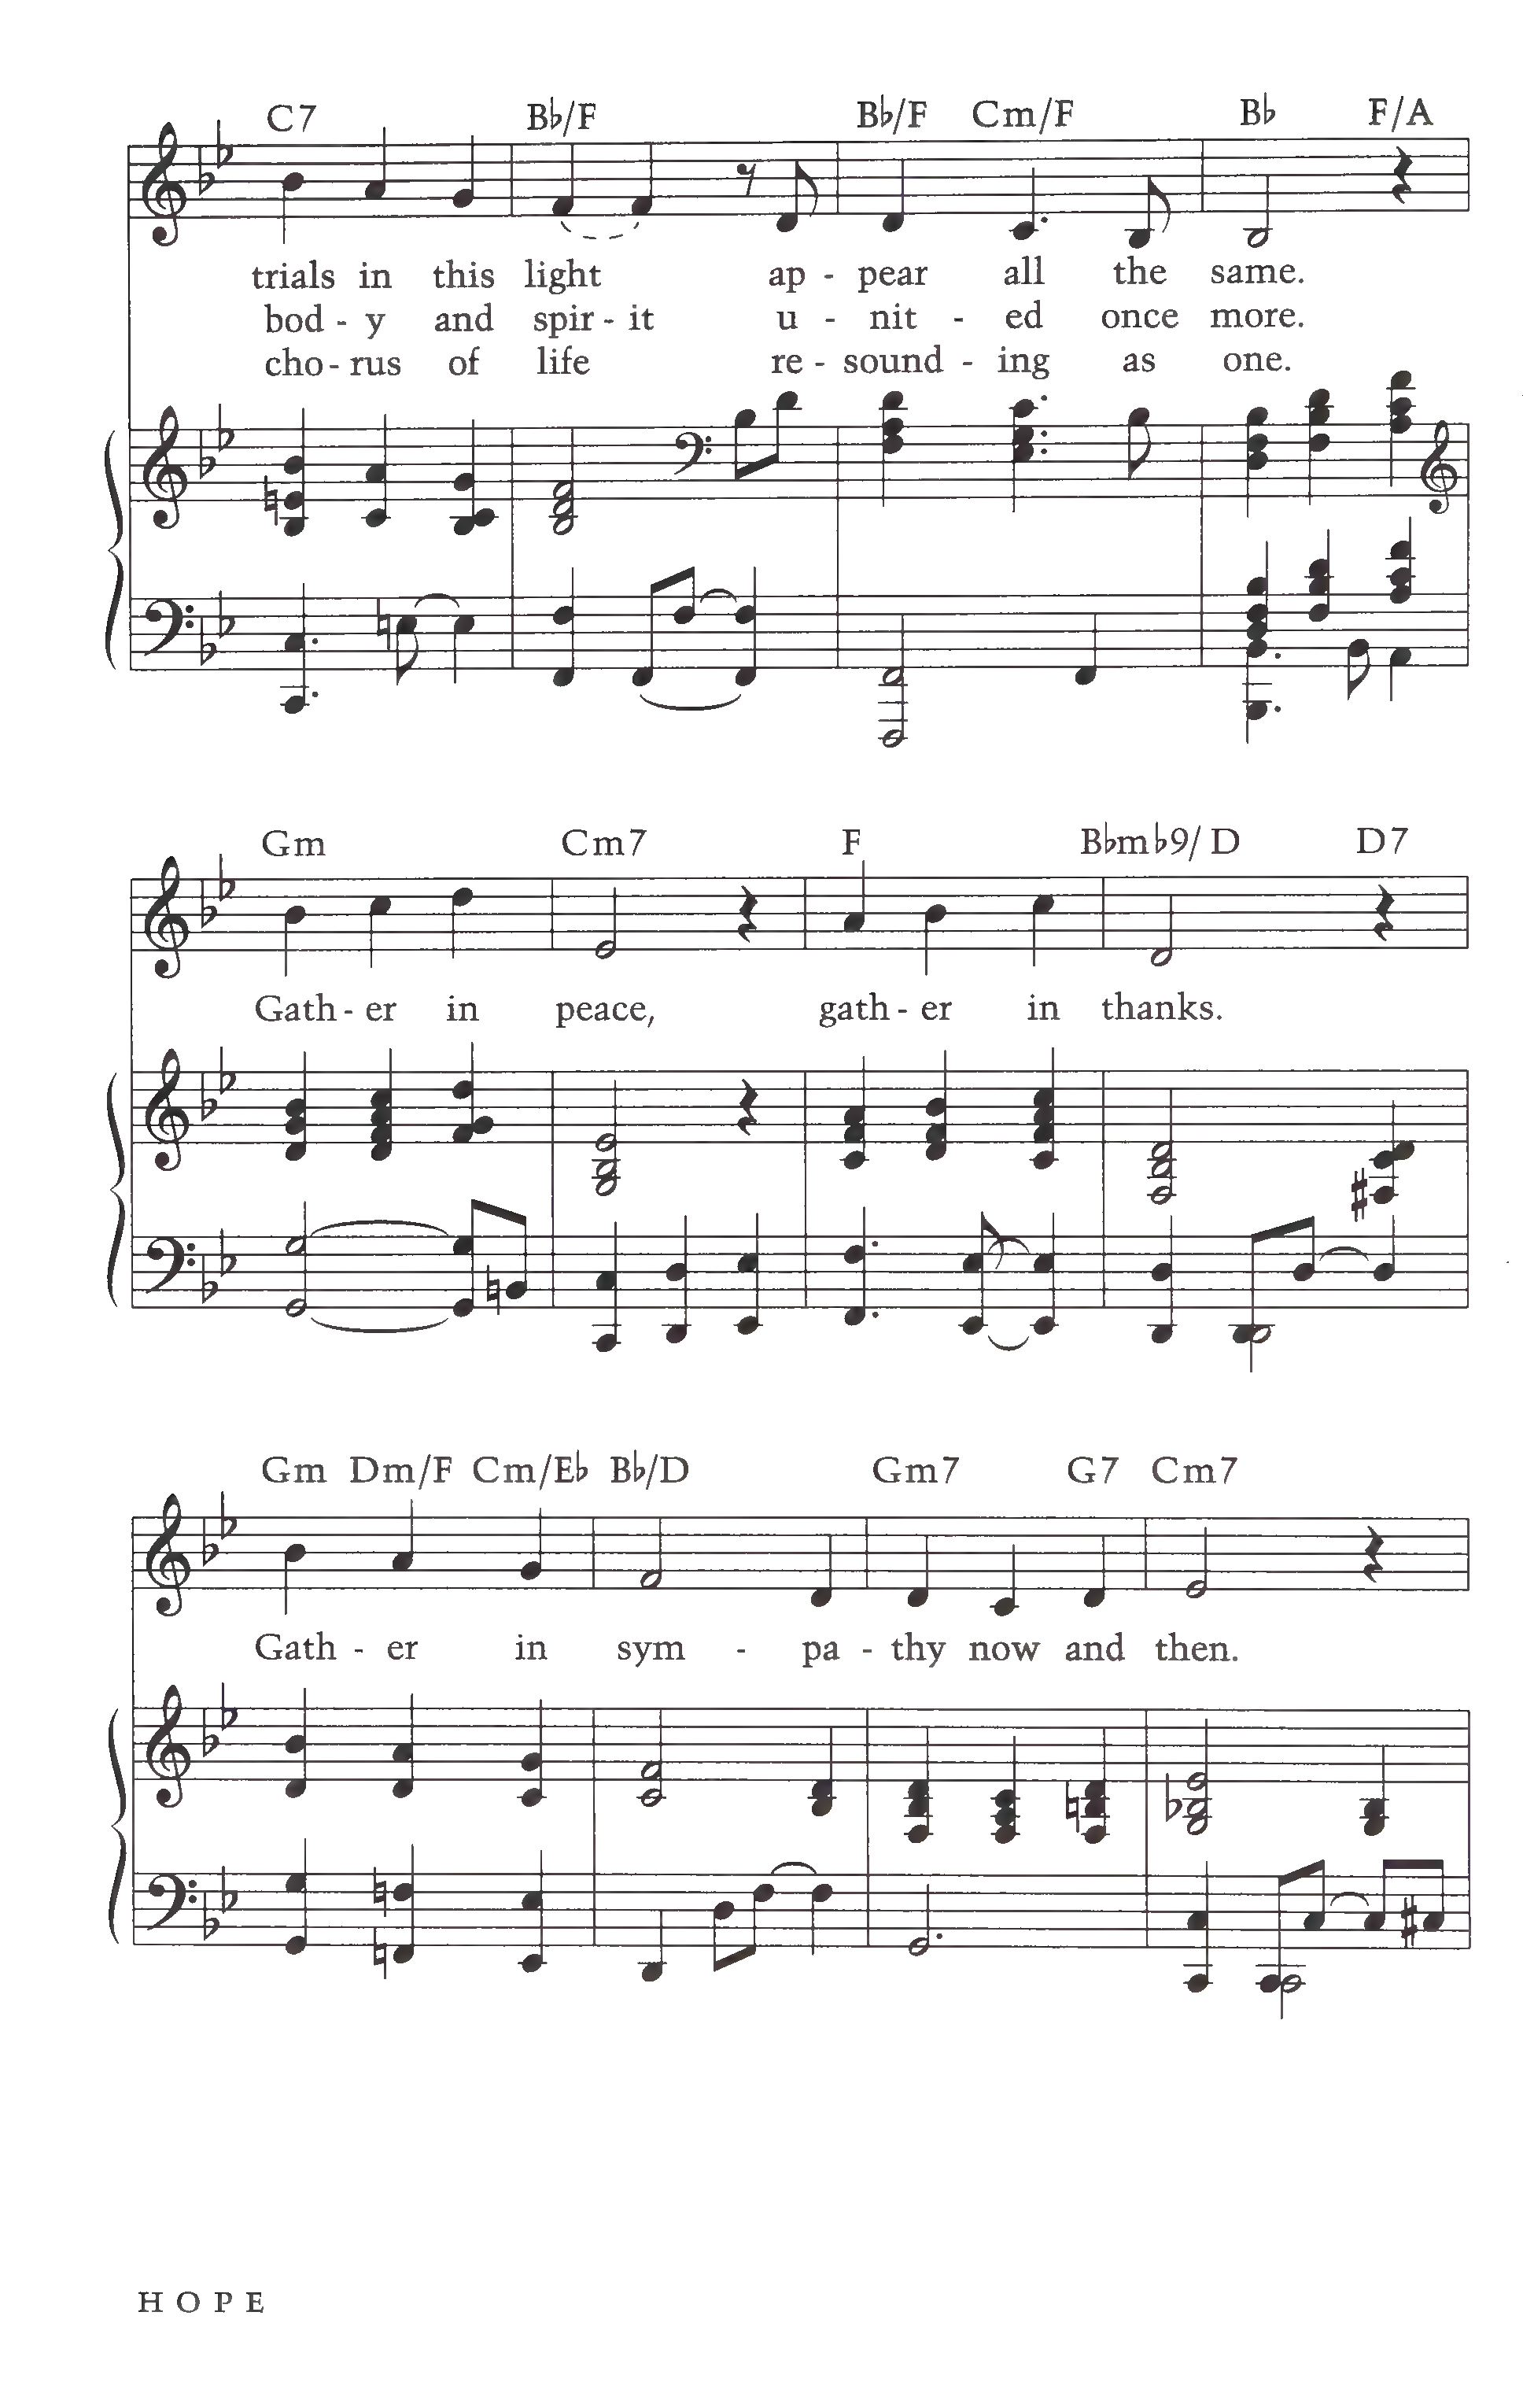 C7 B♭/F B♭/F Cm/F B♭ F/A
trials in this light ap - pear all the same.
bod - y and spir - it u - nit - ed once more.
cho - rus of life re - sound - ing as one.
Gm Cm7 F B♭m♭9/ D D7
Gath - er in peace, gath - er in thanks.
Gm Dm/F Cm/E♭ B♭/D Gm7 G7 Cm7
Gath - er in sym - pa - thy now and then.
HOPE